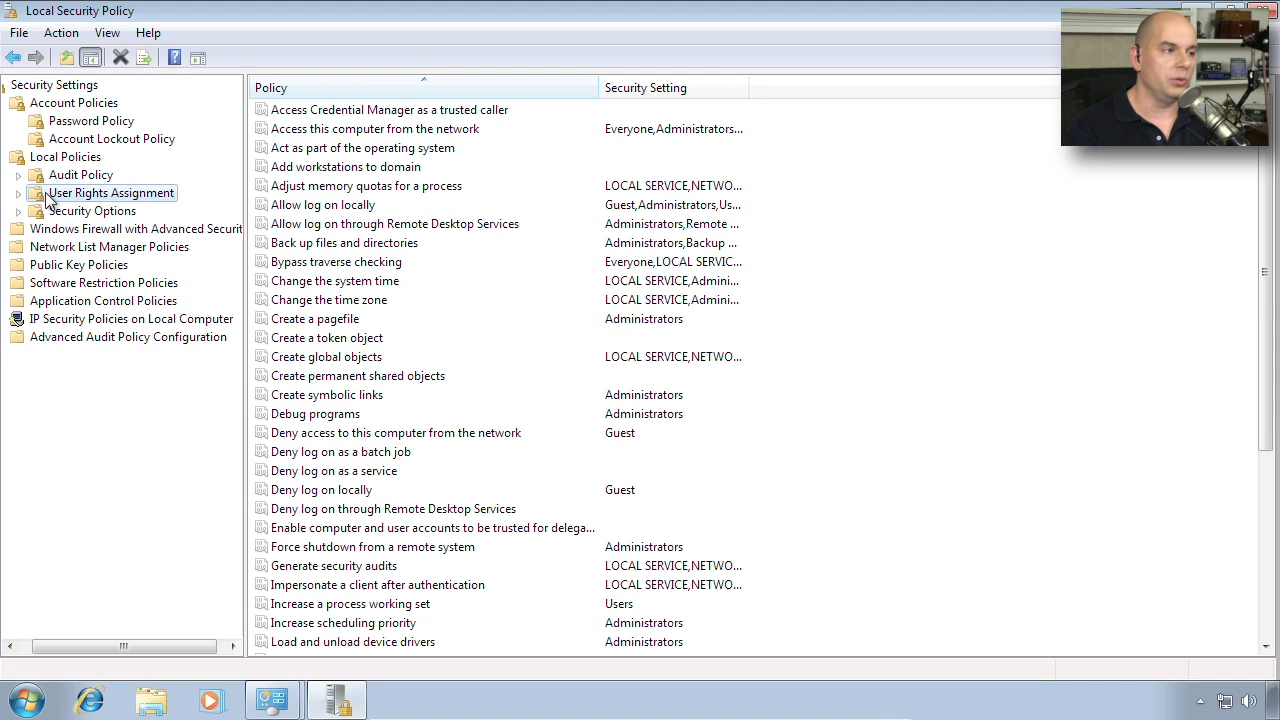 Local Security Policy
File Action View Help
Security Settings
Account Policies
Password Policy
Account Lockout Policy
Local Policies
Audit Policy
User Rights Assignment
Security Options
Windows Firewall with Advanced Securit
Network List Manager Policies
Public Key Policies
Software Restriction Policies
Application Control Policies
IP Security Policies on Local Computer
Advanced Audit Policy Configuration
Policy Security Setting
Access Credential Manager as a trusted caller
Access this computer from the network Everyone,Administrators...
Act as part of the operating system
Add workstations to domain
Adjust memory quotas for a process LOCAL SERVICE,NETWO...
Allow log on locally Guest,Administrators,Us...
Allow log on through Remote Desktop Services Administrators,Remote ...
Back up files and directories Administrators,Backup ...
Bypass traverse checking Everyone,LOCAL SERVIC...
Change the system time LOCAL SERVICE,Admini...
Change the time zone LOCAL SERVICE,Admini...
Create a pagefile Administrators
Create a token object
Create global objects LOCAL SERVICE,NETWO...
Create permanent shared objects
Create symbolic links Administrators
Debug programs Administrators
Deny access to this computer from the network Guest
Deny log on as a batch job
Deny log on as a service
Deny log on locally Guest
Deny log on through Remote Desktop Services
Enable computer and user accounts to be trusted for delega...
Force shutdown from a remote system Administrators
Generate security audits LOCAL SERVICE,NETWO...
Impersonate a client after authentication LOCAL SERVICE,NETWO...
Increase a process working set Users
Increase scheduling priority Administrators
Load and unload device drivers Administrators